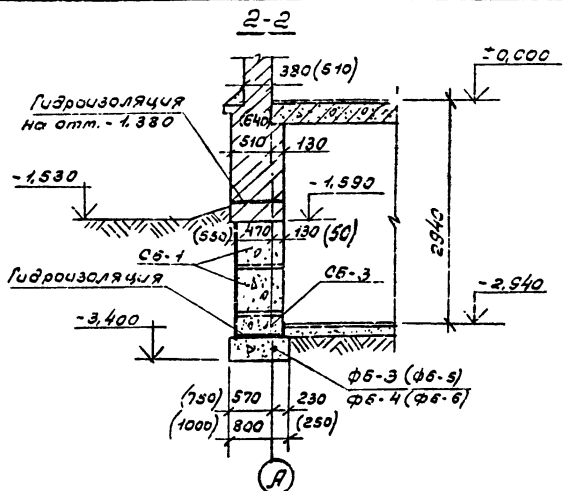 2-2
380(510)
±0,000
Гидроизоляция
на отм. -1.380
(640)
510 130
-1,530
-1,590
(530) 470 130 (50)
СБ-1
СБ-3
2940
Гидроизоляция
-2,940
-3,400
ФБ-3 (ФБ-5)
ФБ-4 (ФБ-6)
(750) 570 230
(1000) 800 (250)
А